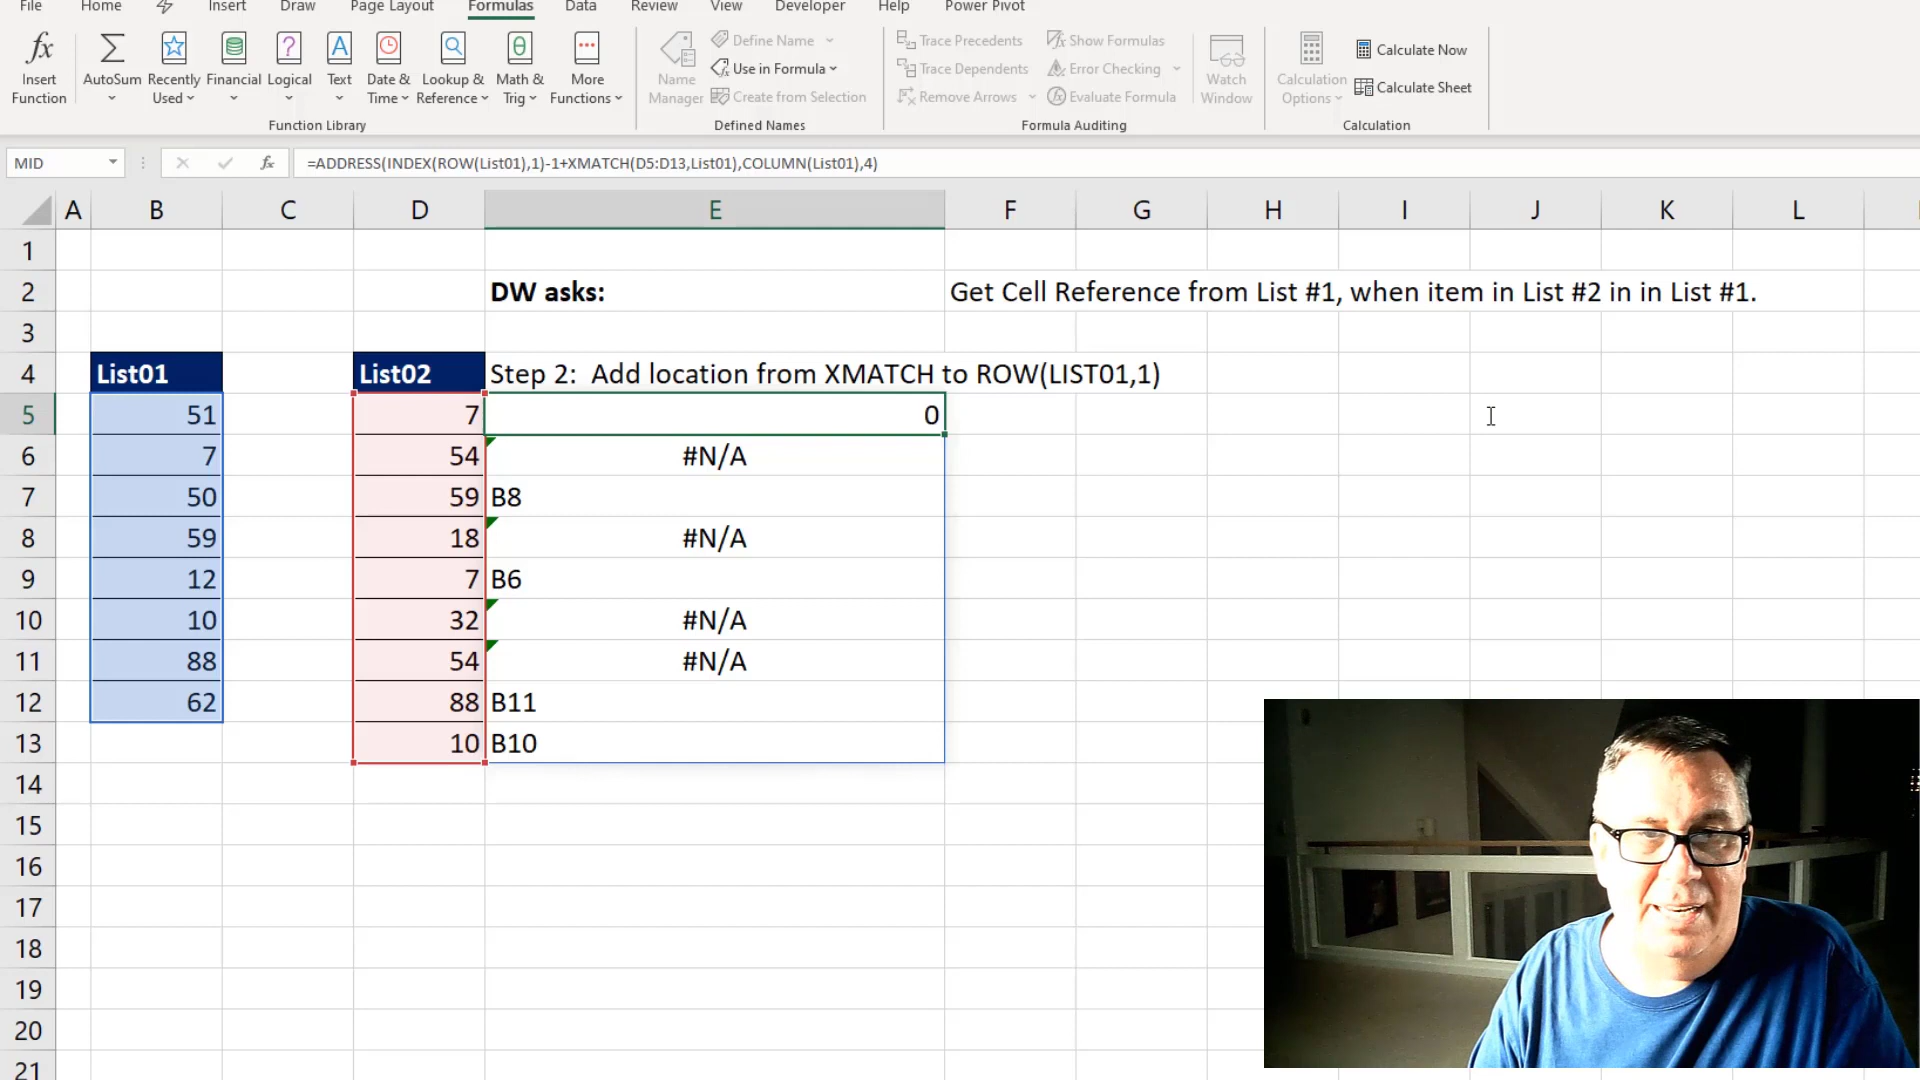 File Home Insert Draw Page Layout Formulas Data Review View Developer Help Power Pivot
Insert Function
AutoSum
Recently Used
Financial
Logical
Text
Date & Time
Lookup & Reference
Math & Trig
More Functions
Function Library
Name Manager
Define Name
Use in Formula
Create from Selection
Defined Names
Trace Precedents
Trace Dependents
Remove Arrows
Show Formulas
Error Checking
Evaluate Formula
Formula Auditing
Watch Window
Calculation Options
Calculate Now
Calculate Sheet
Calculation
MID fx =ADDRESS(INDEX(ROW(List01),1)-1+XMATCH(D5:D13,List01),COLUMN(List01),4)
A B C D E F G H I J K L
1
2 DW asks: Get Cell Reference from List #1, when item in List #2 in in List #1.
3
4 List01 List02 Step 2: Add location from XMATCH to ROW(LIST01,1)
5 51 7 0
6 7 54 #N/A
7 50 59 B8
8 59 18 #N/A
9 12 7 B6
10 10 32 #N/A
11 88 54 #N/A
12 62 88 B11
13 10 B10
14
15
16
17
18
19
20
21